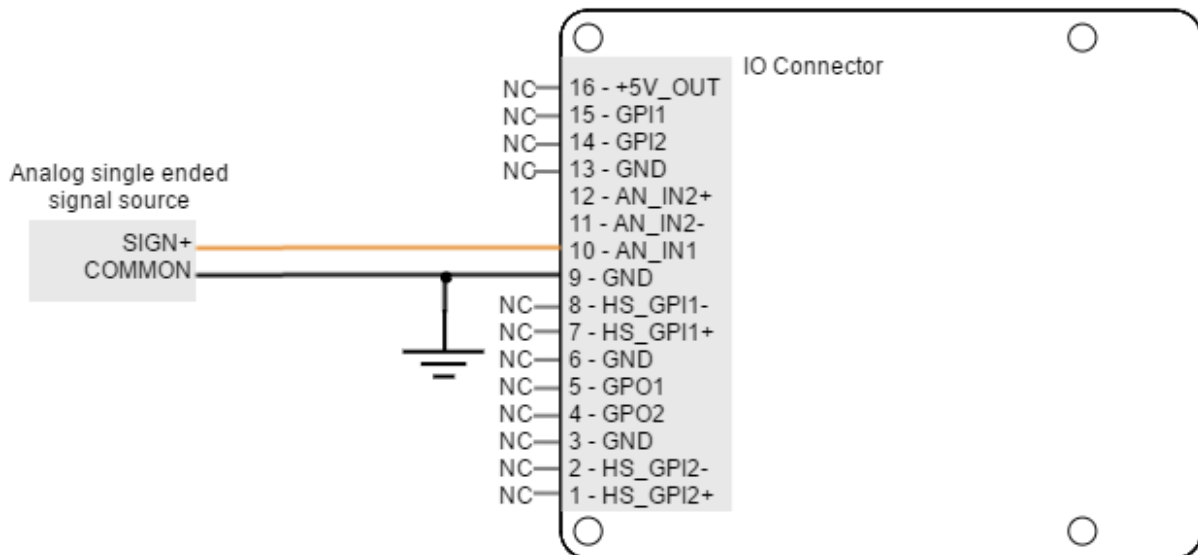 IO Connector
NC 16 - +5V_OUT
NC 15 - GPI1
NC 14 - GPI2
NC 13 - GND
12 - AN_IN2+
11 - AN_IN2-
Analog single ended
signal source
SIGN+ 10 - AN_IN1
COMMON 9 - GND
NC 8 - HS_GPI1-
NC 7 - HS_GPI1+
NC 6 - GND
NC 5 - GPO1
NC 4 - GPO2
NC 3 - GND
NC 2 - HS_GPI2-
NC 1 - HS_GPI2+